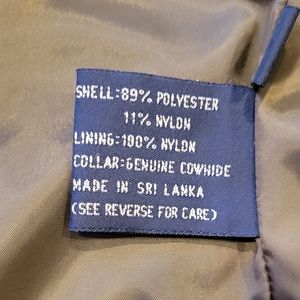 SHELL:89% POLYESTER
11% NYLON
LINING:100% NYLON
COLLAR:GENUINE COWHIDE
MADE IN SRI LANKA
(SEE REVERSE FOR CARE)